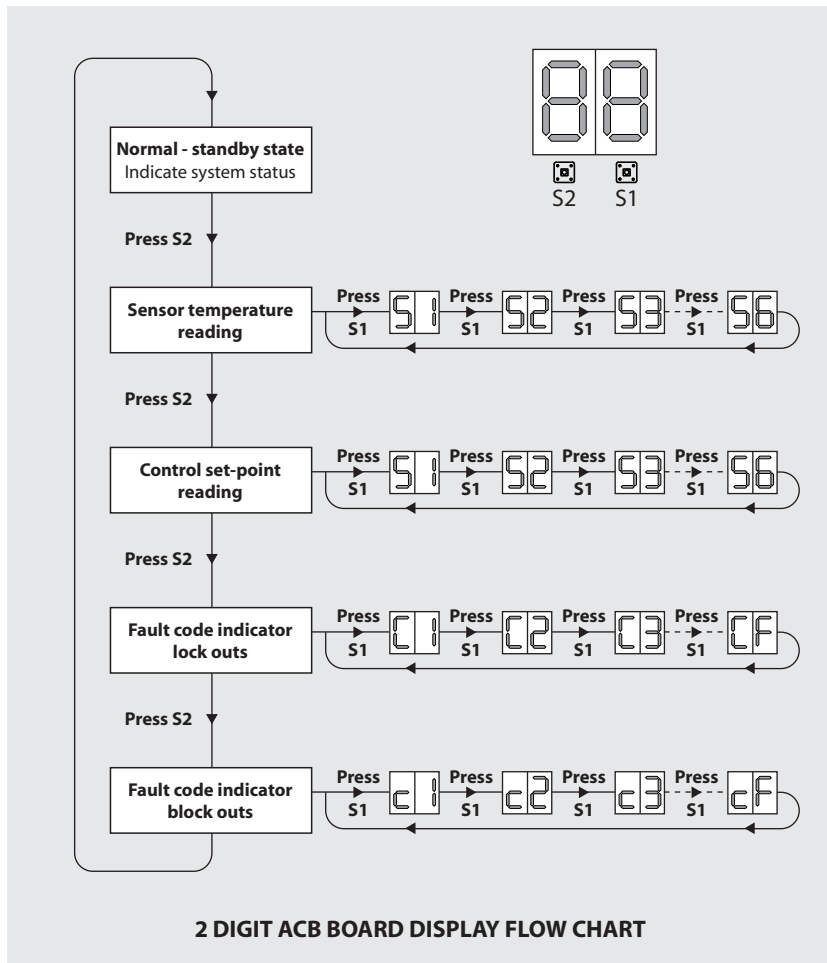 88
S2 S1
Normal - standby state
Indicate system status
Press S2
Sensor temperature
reading
Press S1 S1 Press S1 S2 Press S1 S3 Press S1 S6
Press S2
Control set-point
reading
Press S1 S1 Press S1 S2 Press S1 S3 Press S1 S6
Press S2
Fault code indicator
lock outs
Press S1 C1 Press S1 C2 Press S1 C3 Press S1 CF
Press S2
Fault code indicator
block outs
Press S1 c1 Press S1 c2 Press S1 c3 Press S1 cF
2 DIGIT ACB BOARD DISPLAY FLOW CHART